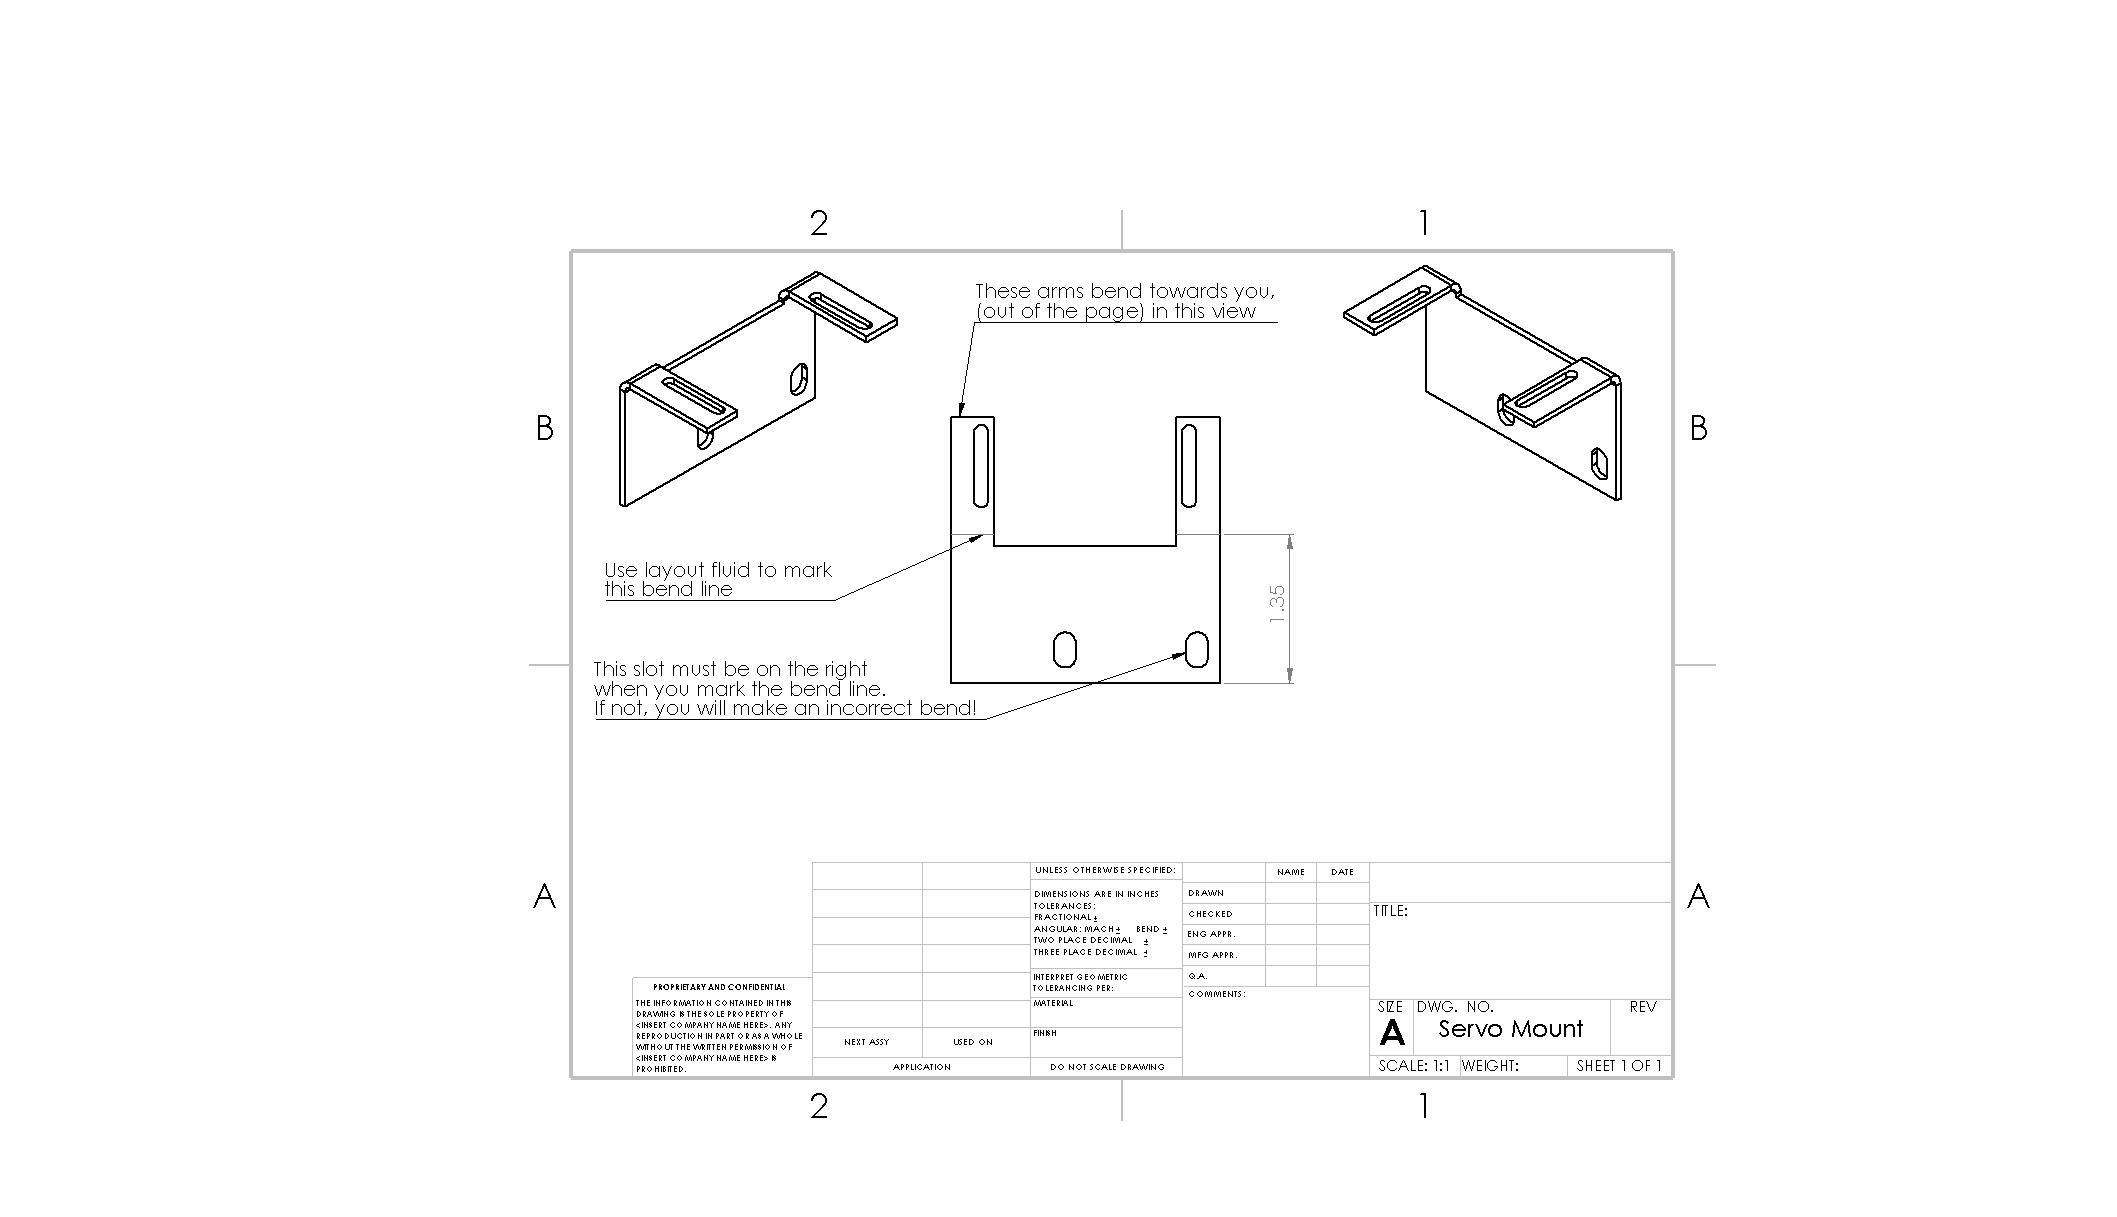 2
1
These arms bend towards you,
(out of the page) in this view
B
B
Use layout fluid to mark
this bend line
1.35
This slot must be on the right
when you mark the bend line.
If not, you will make an incorrect bend!
A
A
UNLESS OTHERWISE SPECIFIED:
DIMENSIONS ARE IN INCHES
TOLERANCES:
FRACTIONAL ±
ANGULAR: MACH ± BEND ±
TWO PLACE DECIMAL ±
THREE PLACE DECIMAL ±
INTERPRET GEOMETRIC
TOLERANCING PER:
MATERIAL
FINISH
DO NOT SCALE DRAWING
NAME DATE
DRAWN
CHECKED
ENG APPR.
MFG APPR.
Q.A.
COMMENTS:
TITLE:
SIZE DWG. NO. REV
A Servo Mount
SCALE: 1:1 WEIGHT: SHEET 1 OF 1
PROPRIETARY AND CONFIDENTIAL
THE INFORMATION CONTAINED IN THIS
DRAWING IS THE SOLE PROPERTY OF
<INSERT COMPANY NAME HERE>. ANY
REPRODUCTION IN PART OR AS A WHOLE
WITHOUT THE WRITTEN PERMISSION OF
<INSERT COMPANY NAME HERE> IS
PROHIBITED.
NEXT ASSY USED ON
APPLICATION
2
1